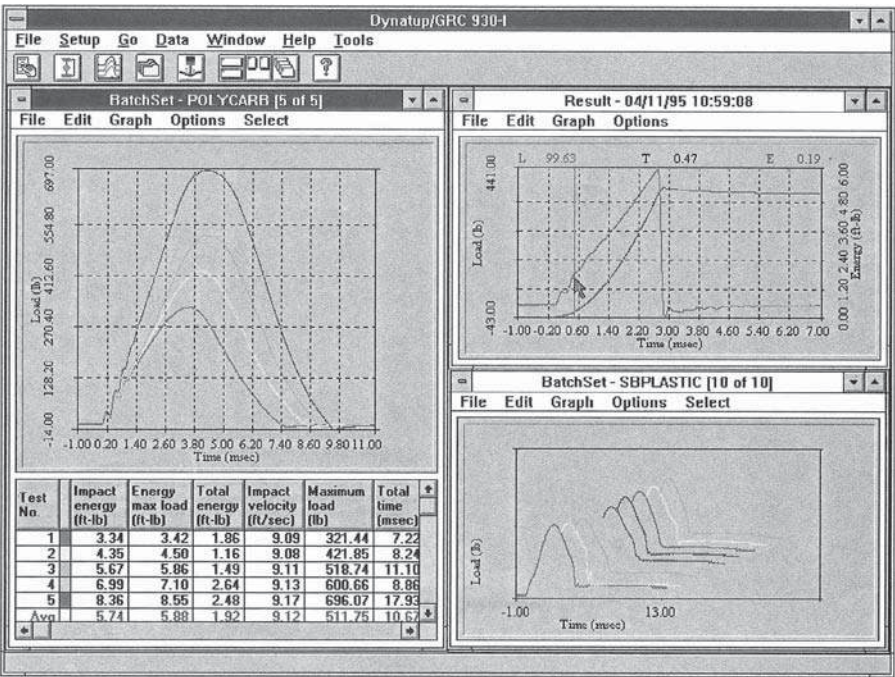 Dynatup/GRC 930-I
File Setup Go Data Window Help Tools
?
BatchSet - POLYCARB [5 of 5]
File Edit Graph Options Select
697.00
554.80
412.60
270.40
128.20
-14.00
Load (lb)
-1.00 0.20 1.40 2.60 3.80 5.00 6.20 7.40 8.60 9.80 11.00
Time (msec)
Test No. Impact energy (ft-lb) Energy max load (ft-lb) Total energy (ft-lb) Impact velocity (ft/sec) Maximum load (lb) Total time (msec)
1 3.34 3.42 1.86 9.09 321.44 7.22
2 4.35 4.50 1.16 9.08 421.85 8.24
3 5.67 5.86 1.49 9.11 518.74 11.10
4 6.99 7.10 2.64 9.13 600.66 8.86
5 8.36 8.55 2.48 9.17 696.07 17.93
Avg 5.74 5.88 1.92 9.12 511.75 10.67
Result - 04/11/95 10:59:08
File Edit Graph Options
L 99.63 T 0.47 E 0.19
441.00
-43.00
Load (lb)
0.00 1.20 2.40 3.60 4.80 6.00
Energy (ft-lb)
-1.00 -0.20 0.60 1.40 2.20 3.00 3.80 4.60 5.40 6.20 7.00
Time (msec)
BatchSet - SBPLASTIC [10 of 10]
File Edit Graph Options Select
Load (lb)
-1.00 13.00
Time (msec)